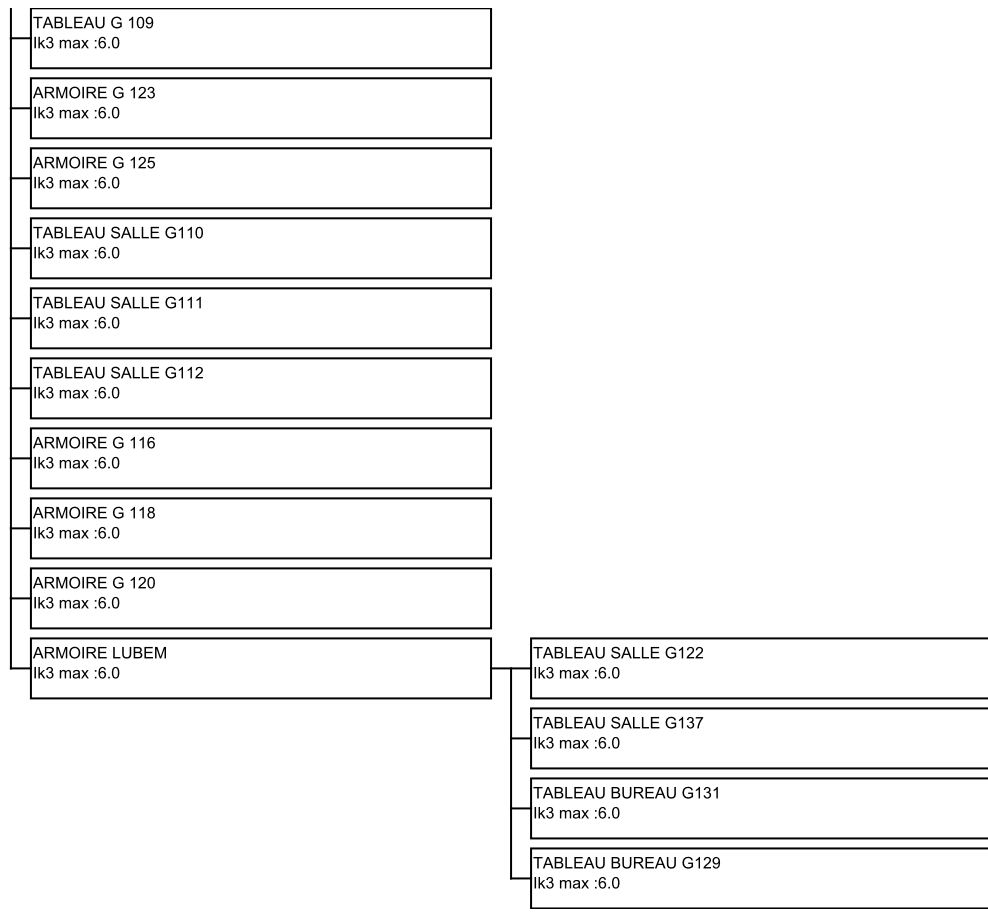 TABLEAU G 109
Ik3 max :6.0
ARMOIRE G 123
Ik3 max :6.0
ARMOIRE G 125
Ik3 max :6.0
TABLEAU SALLE G110
Ik3 max :6.0
TABLEAU SALLE G111
Ik3 max :6.0
TABLEAU SALLE G112
Ik3 max :6.0
ARMOIRE G 116
Ik3 max :6.0
ARMOIRE G 118
Ik3 max :6.0
ARMOIRE G 120
Ik3 max :6.0
ARMOIRE LUBEM
Ik3 max :6.0
TABLEAU SALLE G122
Ik3 max :6.0
TABLEAU SALLE G137
Ik3 max :6.0
TABLEAU BUREAU G131
Ik3 max :6.0
TABLEAU BUREAU G129
Ik3 max :6.0